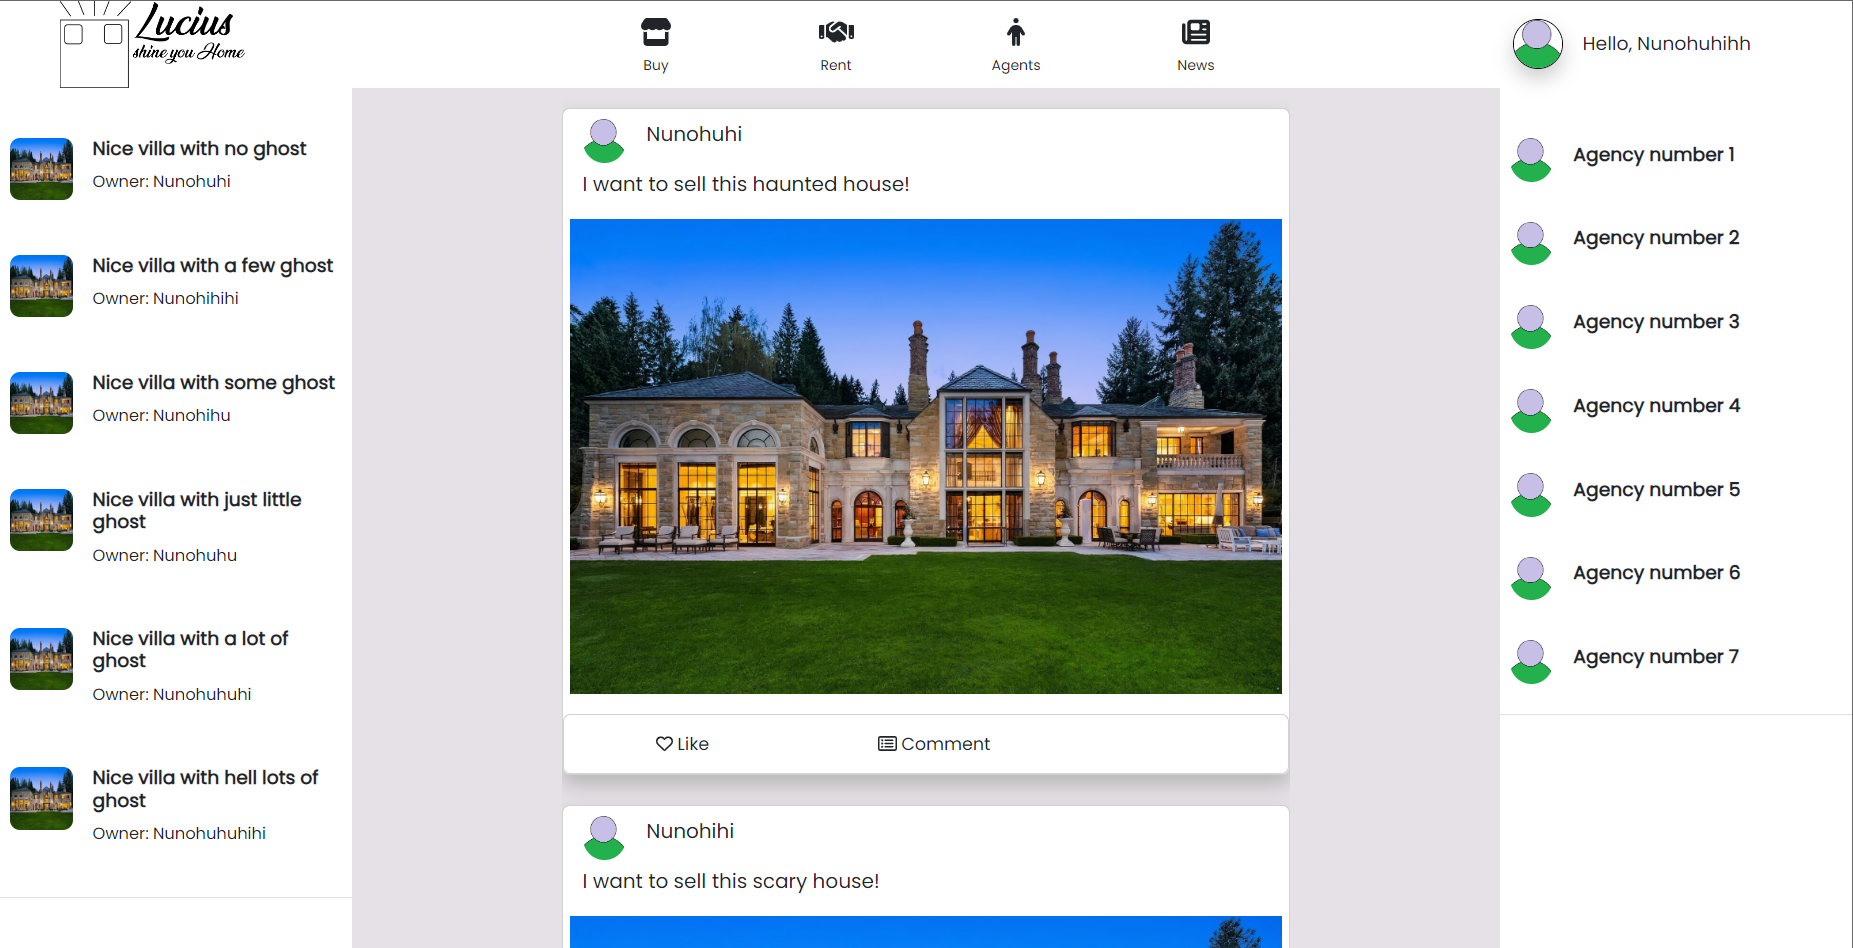 Lucius
shine you Home
Buy
Rent
Agents
News
Hello, Nunohuhihh
Nice villa with no ghost
Owner: Nunohuhi
Nice villa with a few ghost
Owner: Nunohihihi
Nice villa with some ghost
Owner: Nunohihu
Nice villa with just little
ghost
Owner: Nunohuhu
Nice villa with a lot of
ghost
Owner: Nunohuhuhi
Nice villa with hell lots of
ghost
Owner: Nunohuhuhihi
Nunohuhi
I want to sell this haunted house!
Like
Comment
Nunohihi
I want to sell this scary house!
Agency number 1
Agency number 2
Agency number 3
Agency number 4
Agency number 5
Agency number 6
Agency number 7